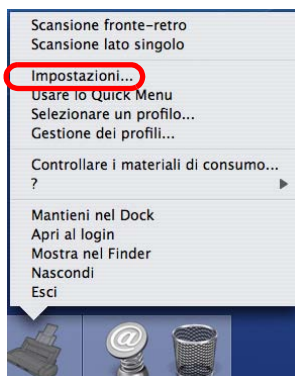 Scansione fronte-retro
Scansione lato singolo
Impostazioni...
Usare lo Quick Menu
Selezionare un profilo...
Gestione dei profili...
Controllare i materiali di consumo...
?
Mantieni nel Dock
Apri al login
Mostra nel Finder
Nascondi
Esci
@